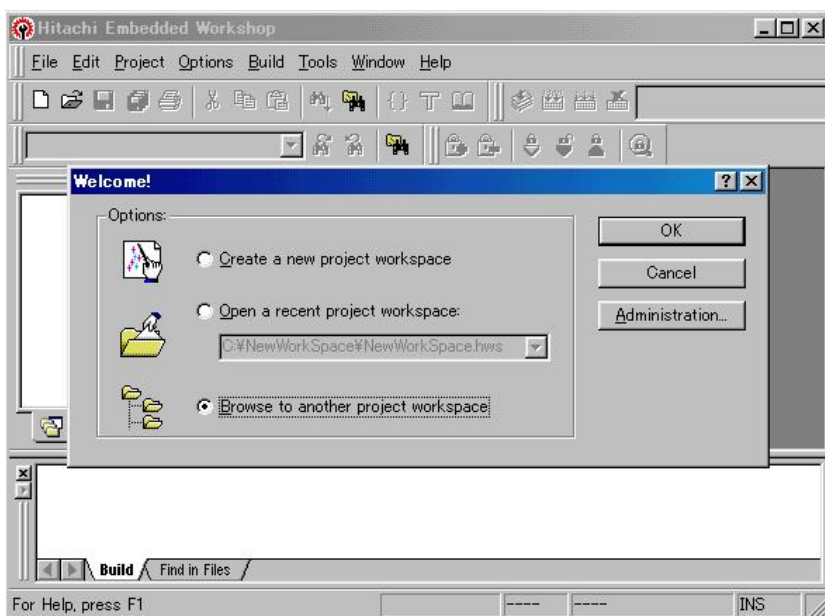 Hitachi Embedded Workshop
File Edit Project Options Build Tools Window Help
Welcome!
Options:
Create a new project workspace
Open a recent project workspace:
C:¥NewWorkSpace¥NewWorkSpace.hws
Browse to another project workspace
OK
Cancel
Administration...
Build Find in Files
For Help, press F1
---- ---- INS